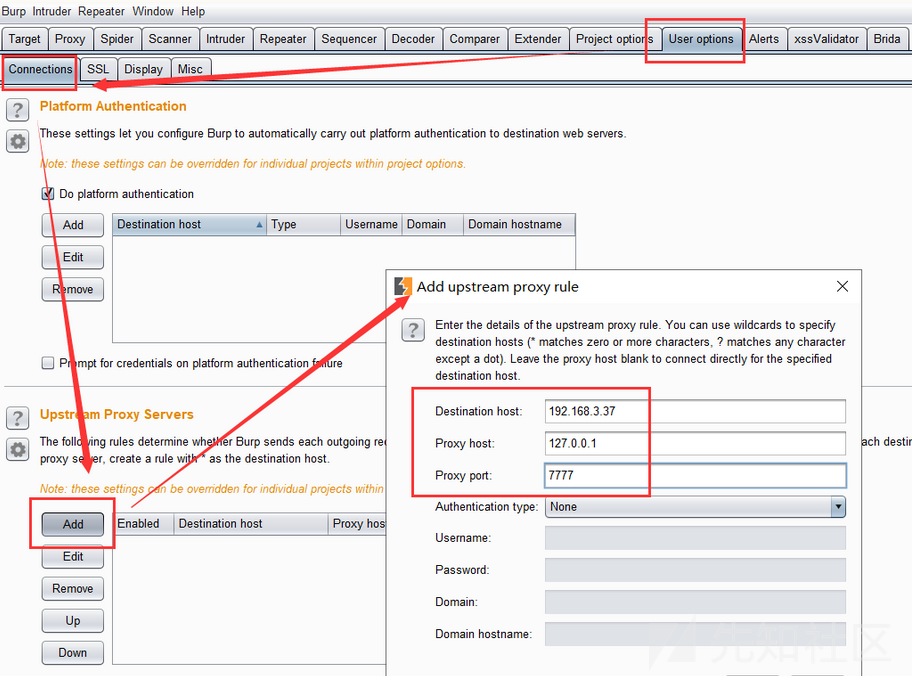 Burp Intruder Repeater Window Help
Target Proxy Spider Scanner Intruder Repeater Sequencer Decoder Comparer Extender Project options User options Alerts xssValidator Brida
Connections SSL Display Misc
Platform Authentication
These settings let you configure Burp to automatically carry out platform authentication to destination web servers.
Note: these settings can be overridden for individual projects within project options.
Do platform authentication
Add Destination host Type Username Domain Domain hostname
Edit
Remove
Prompt for credentials on platform authentication failure
Upstream Proxy Servers
The following rules determine whether Burp sends each outgoing
each
proxy server, create a rule with * as the destination host.
Note: these settings can be overridden for individual projects within
Add Enabled Destination host Proxy
Edit
Remove
Up
Down
Add upstream proxy rule
Enter the details of the upstream proxy rule. You can use wildcards to specify
destination hosts (* matches zero or more characters, ? matches any character
except a dot). Leave the proxy host blank to connect directly for the specified
destination host.
Destination host: 192.168.3.37
Proxy host: 127.0.0.1
Proxy port: 7777
Authentication type: None
Username:
Password:
Domain:
Domain hostname:
先知社区